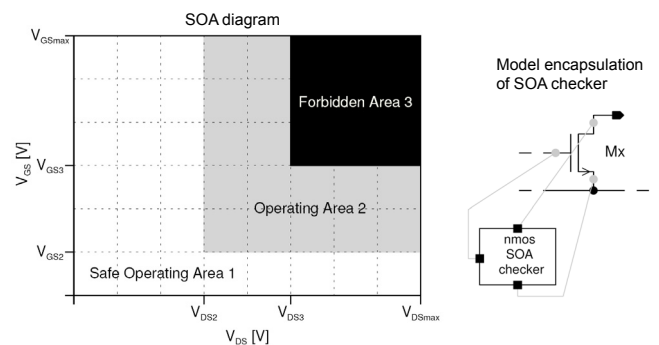 SOA diagram
V_GSmax
V_GS3
V_GS2
V_GS [V]
Forbidden Area 3
Operating Area 2
Safe Operating Area 1
V_DS2
V_DS3
V_DSmax
V_DS [V]
Model encapsulation
of SOA checker
Mx
nmos
SOA
checker